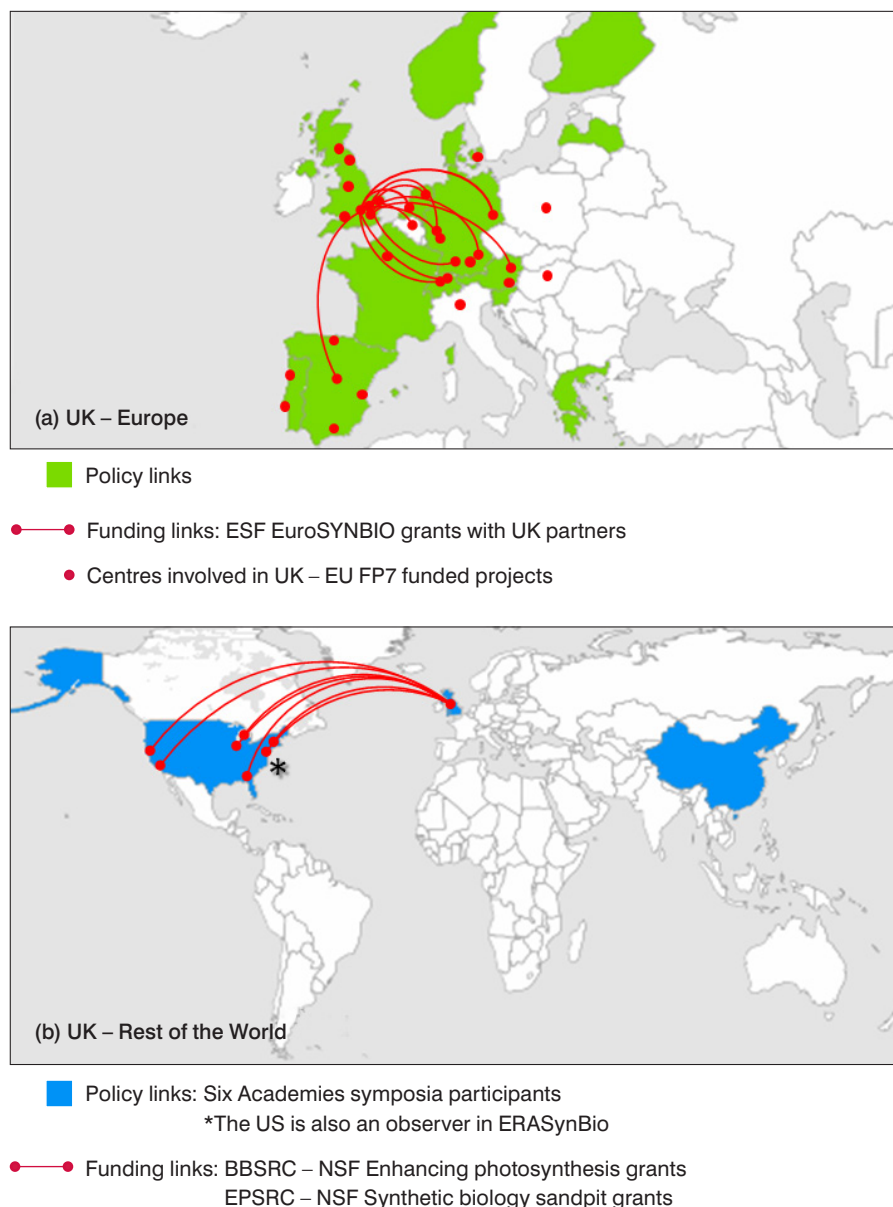 (a) UK – Europe
Policy links
Funding links: ESF EuroSYNBIO grants with UK partners
Centres involved in UK – EU FP7 funded projects
*
(b) UK – Rest of the World
Policy links: Six Academies symposia participants
*The US is also an observer in ERASynBio
Funding links: BBSRC – NSF Enhancing photosynthesis grants
EPSRC – NSF Synthetic biology sandpit grants